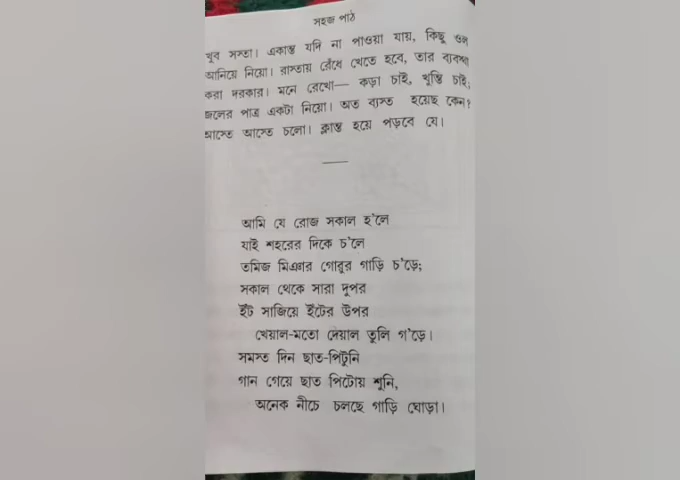 সহজ পাঠ
খুব সস্তা। একান্ত যদি না পাওয়া যায়, কিছু ওল
আনিয়ে নিয়ো। রাস্তায় রেঁধে খেতে হবে, তার ব্যবস্থা
করা দরকার। মনে রেখো— কড়া চাই, খুন্তি চাই;
জলের পাত্র একটা নিয়ো। অত ব্যস্ত হয়েছ কেন?
আস্তে আস্তে চলো। ক্লান্ত হয়ে পড়বে যে।
আমি যে রোজ সকাল হ'লে
যাই শহরের দিকে চ'লে
তমিজ মিঞার গোরুর গাড়ি চ'ড়ে;
সকাল থেকে সারা দুপর
ইঁট সাজিয়ে ইঁটের উপর
খেয়াল-মতো দেয়াল তুলি গ'ড়ে।
সমস্ত দিন ছাত-পিটুনি
গান গেয়ে ছাত পিটোয় শুনি,
অনেক নীচে চলছে গাড়ি ঘোড়া।